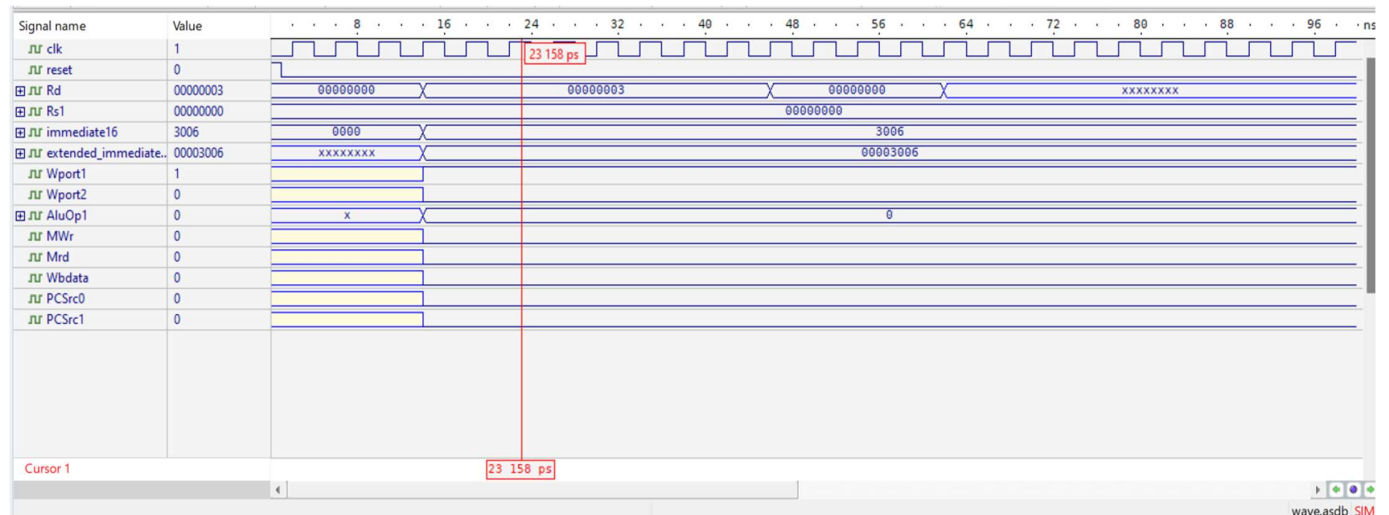 Signal name Value 8 16 24 32 40 48 56 64 72 80 88 96 ns
clk 1 23 158 ps
reset 0
Rd 00000003 00000000 00000003 00000000 xxxxxxxx
Rs1 00000000 00000000
immediate16 3006 0000 3006
extended_immediate.. 00003006 xxxxxxxx 00003006
Wport1 1
Wport2 0
AluOp1 0 x 0
MWr 0
Mrd 0
Wbdata 0
PCSrc0 0
PCSrc1 0
Cursor 1 23 158 ps
wave.asdb SIM